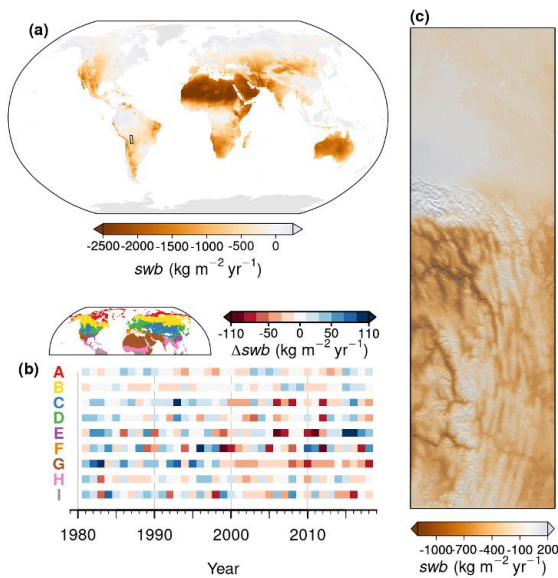 (a)
-2500 -2000 -1500 -1000 -500 0
swb (kg m⁻² yr⁻¹)
-110 -50 0 50 110
Δswb (kg m⁻² yr⁻¹)
(b)
A
B
C
D
E
F
G
H
I
1980 1990 2000 2010
Year
(c)
-1000 -700 -400 -100 200
swb (kg m⁻² yr⁻¹)